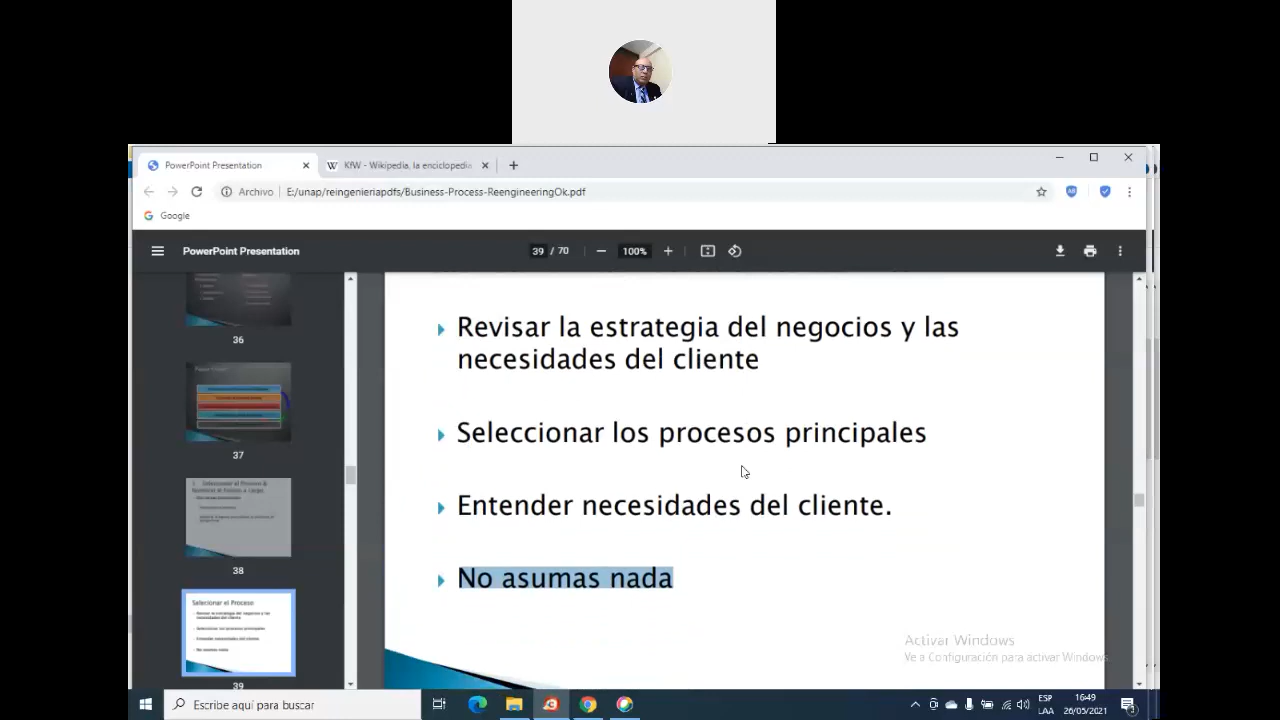 PowerPoint Presentation
KfW - Wikipedia, la enciclopedia
Archivo E:/unap/reingenieriapdfs/Business-Process-ReengineeringOk.pdf
Google
PowerPoint Presentation
39 / 70
100%
36
37
38
Seleccionar el Proceso
39
Revisar la estrategia del negocios y las
necesidades del cliente
Seleccionar los procesos principales
Entender necesidades del cliente.
No asumas nada
Activar Windows
Ve a Configuración para activar Windows.
Escribe aquí para buscar
ESP
LAA
16:49
26/05/2021